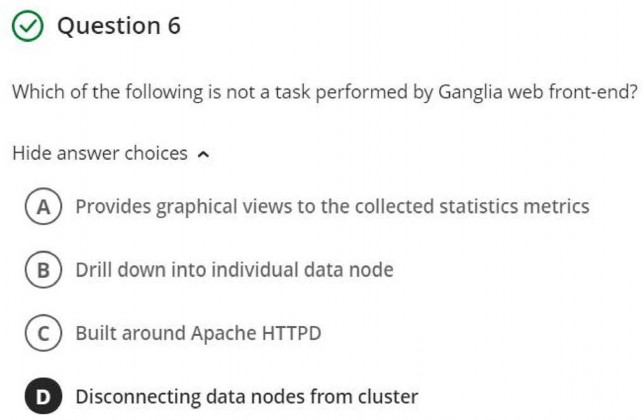 Question 6
Which of the following is not a task performed by Ganglia web front-end?
Hide answer choices
A Provides graphical views to the collected statistics metrics
B Drill down into individual data node
C Built around Apache HTTPD
D Disconnecting data nodes from cluster